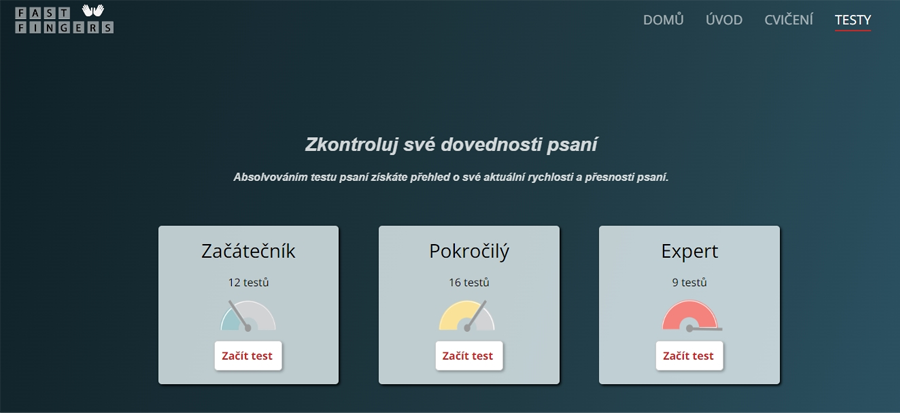 FAST
FINGERS
DOMŮ ÚVOD CVIČENÍ TESTY
Zkontroluj své dovednosti psaní
Absolvováním testu psaní získáte přehled o své aktuální rychlosti a přesnosti psaní.
Začátečník
12 testů
Začít test
Pokročilý
16 testů
Začít test
Expert
9 testů
Začít test